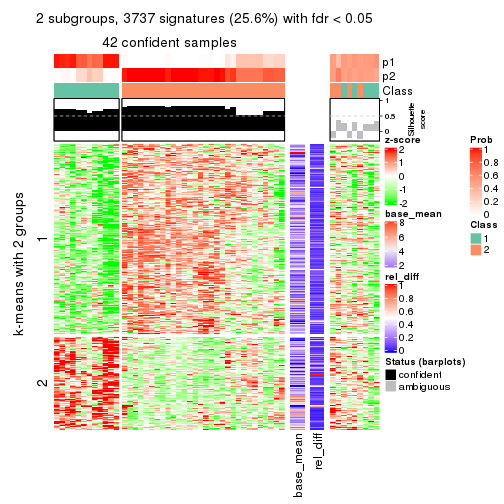 2 subgroups, 3737 signatures (25.6%) with fdr < 0.05
42 confident samples
p1
p2
Class
1
0.5
0
Silhouette
score
k-means with 2 groups
1
2
base_mean
rel_diff
z-score
2
1
0
-1
-2
base_mean
8
6
4
2
rel_diff
1
0.8
0.6
0.4
0.2
0
Status (barplots)
confident
ambiguous
Prob
1
0.8
0.6
0.4
0.2
0
Class
1
2